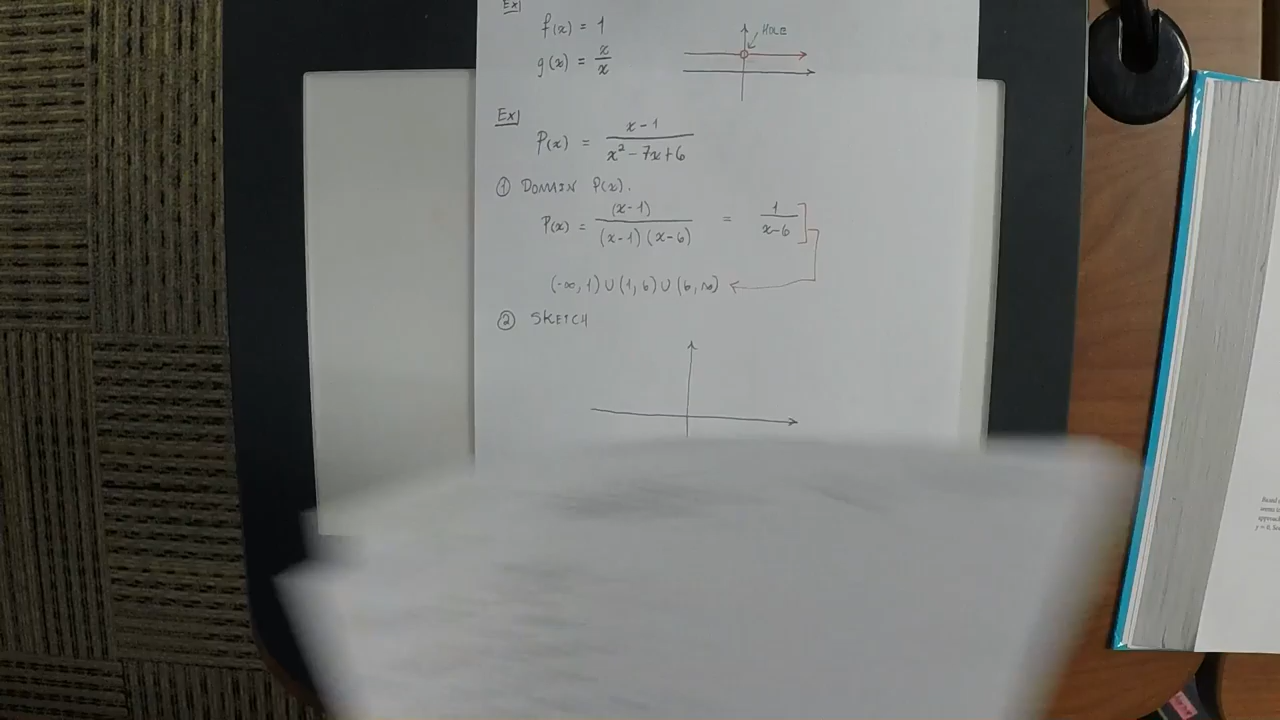 Ex]
f(x) = 1
g(x) = x/x
HOLE
Ex]
P(x) = (x-1)/(x² - 7x + 6)
① DOMAIN P(x).
P(x) = (x-1)/((x-1)(x-6)) = 1/(x-6)
(-∞, 1) ∪ (1, 6) ∪ (6, ∞)
② SKETCH